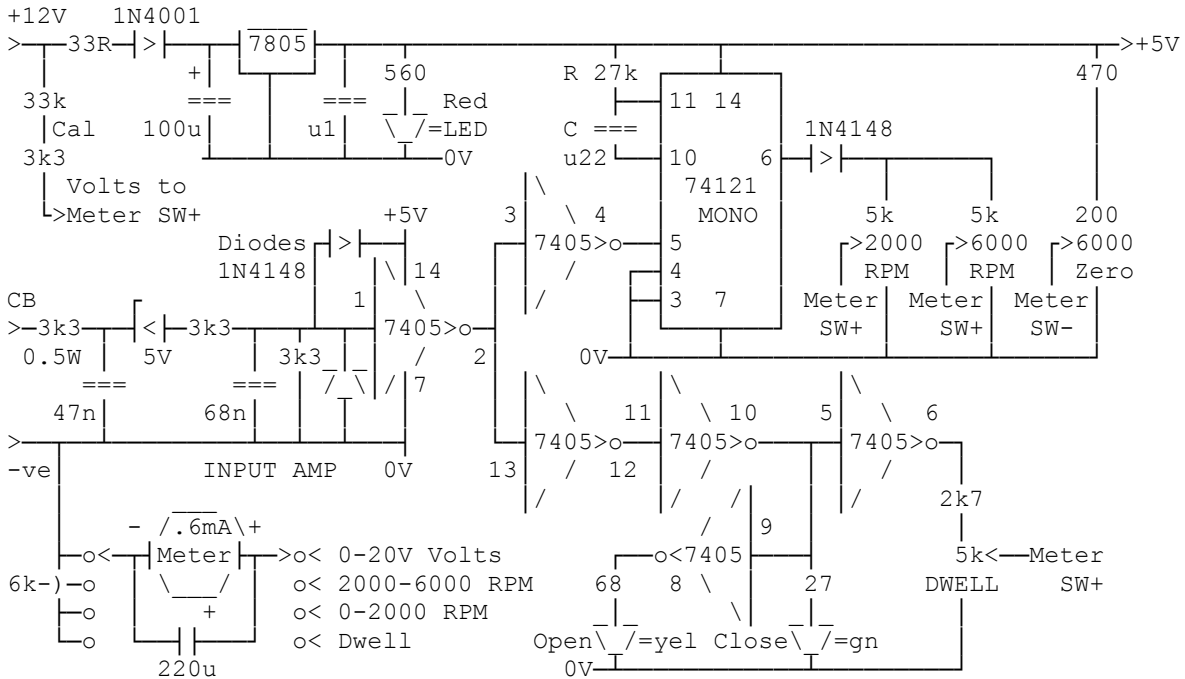 +12V 1N4001
>—33R > 7805 >+5V
+ 560 R 27k 470
33k === === Red 11 14
Cal 100u u1 =LED C === 1N4148
3k3 0V u22 10 6 >
Volts to 74121
>Meter SW+ +5V 3 4 MONO 5k 5k 200
Diodes > 7405>o 5 >2000 >6000 >6000
1N4148 14 4 RPM RPM Zero
CB 1 3 7 Meter Meter Meter
>—3k3 < 3k3 7405>o SW+ SW+ SW-
0.5W 5V 3k3 2 0V
=== === 7
47n 68n 11 10 5 6
> 7405>o 7405>o 7405>o
-ve INPUT AMP 0V 13 12
2k7
- .6mA + 9
o< Meter >o< 0-20V Volts o<7405 5k<—Meter
6k-)—o o< 2000-6000 RPM 68 8 27 DWELL SW+
o + o< 0-2000 RPM
o o< Dwell Open =yel Close =gn
220u 0V